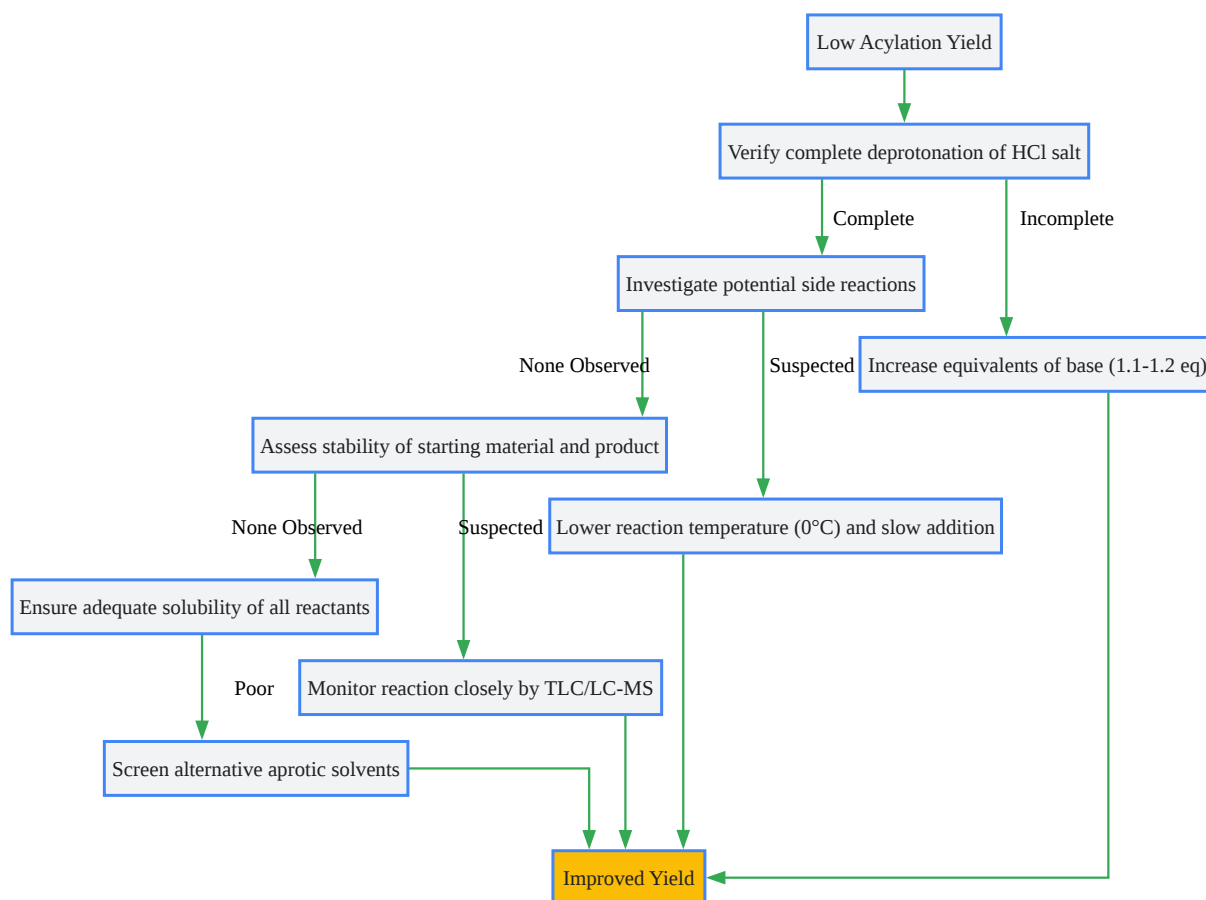 Low Acylation Yield
Verify complete deprotonation of HCl salt
Complete
Incomplete
Investigate potential side reactions
None Observed
Suspected
Increase equivalents of base (1.1-1.2 eq)
Assess stability of starting material and product
None Observed
Suspected
Lower reaction temperature (0°C) and slow addition
Ensure adequate solubility of all reactants
Poor
Monitor reaction closely by TLC/LC-MS
Screen alternative aprotic solvents
Improved Yield